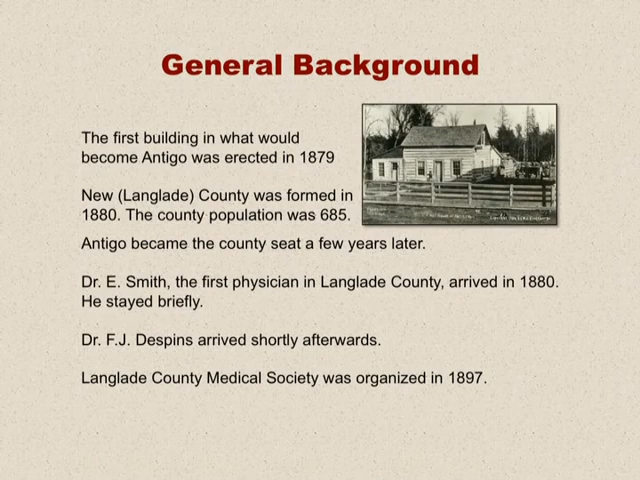 General Background
The first building in what would
become Antigo was erected in 1879
New (Langlade) County was formed in
1880. The county population was 685.
Antigo became the county seat a few years later.
Dr. E. Smith, the first physician in Langlade County, arrived in 1880.
He stayed briefly.
Dr. F.J. Despins arrived shortly afterwards.
Langlade County Medical Society was organized in 1897.